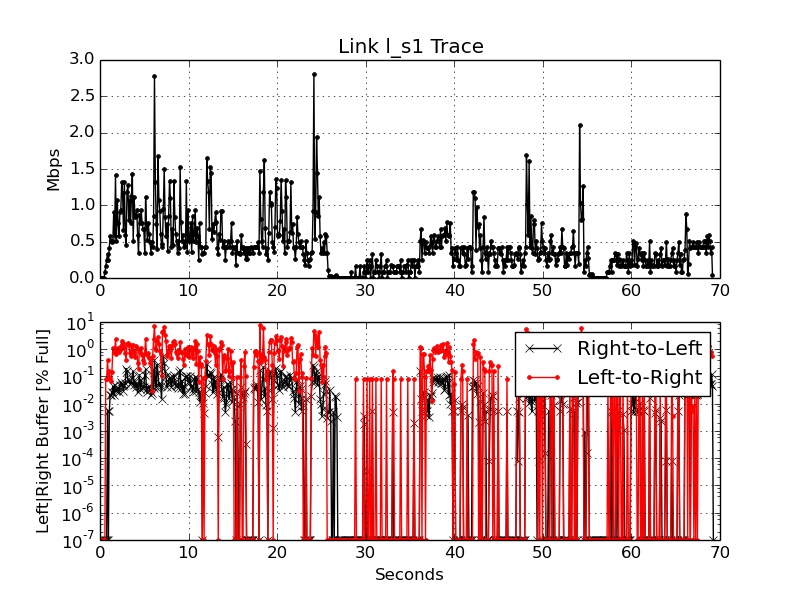 Link l_s1 Trace
3.0
2.5
2.0
1.5
1.0
0.5
0.0
Mbps
0 10 20 30 40 50 60 70
10^1
10^0
10^-1
10^-2
10^-3
10^-4
10^-5
10^-6
10^-7
Left|Right Buffer [% Full]
Right-to-Left
Left-to-Right
0 10 20 30 40 50 60 70
Seconds